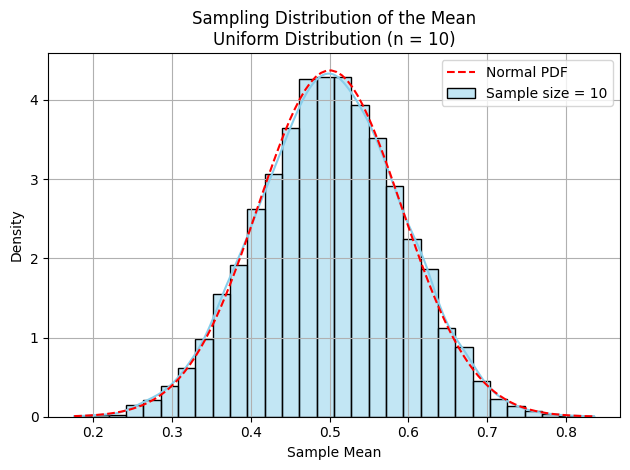 Sampling Distribution of the Mean
Uniform Distribution (n = 10)
Normal PDF
Sample size = 10
Density
4
3
2
1
0
0.2 0.3 0.4 0.5 0.6 0.7 0.8
Sample Mean